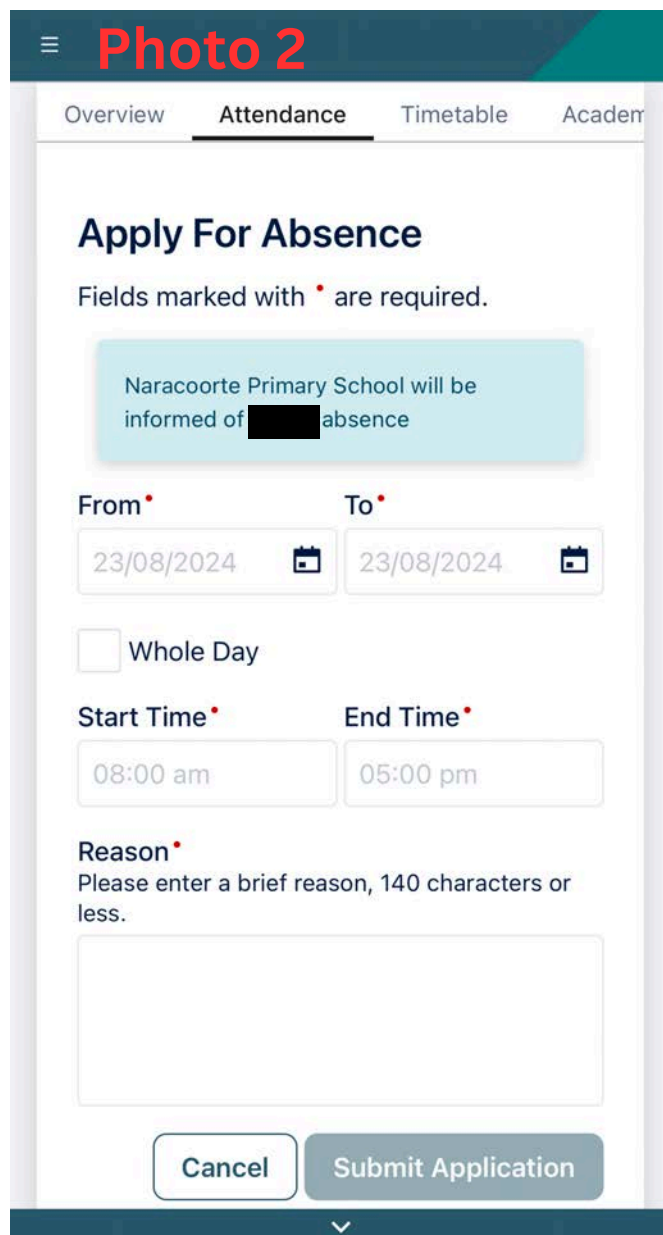 Photo 2
Overview Attendance Timetable Academ
Apply For Absence
Fields marked with • are required.
Naracoorte Primary School will be
informed of absence
From• To•
23/08/2024 23/08/2024
Whole Day
Start Time• End Time•
08:00 am 05:00 pm
Reason•
Please enter a brief reason, 140 characters or
less.
Cancel Submit Application